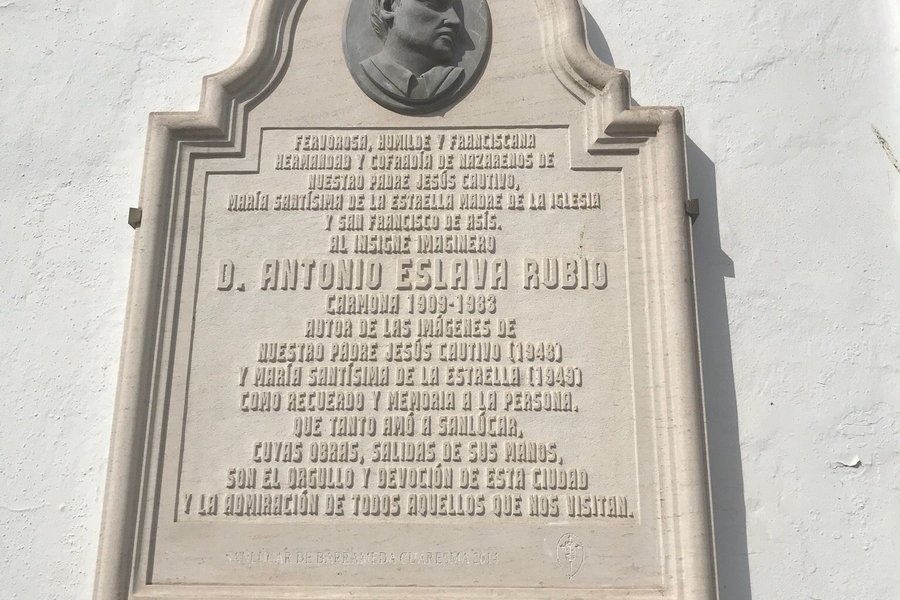 FERVOROSA, HUMILDE Y FRANCISCANA
HERMANDAD Y COFRADÍA DE NAZARENOS DE
NUESTRO PADRE JESÚS CAUTIVO,
MARÍA SANTÍSIMA DE LA ESTRELLA MADRE DE LA IGLESIA
Y SAN FRANCISCO DE ASÍS.
AL INSIGNE IMAGINERO
D. ANTONIO ESLAVA RUBIO
CARMONA 1909-1983
AUTOR DE LAS IMÁGENES DE
NUESTRO PADRE JESÚS CAUTIVO (1948)
Y MARÍA SANTÍSIMA DE LA ESTRELLA (1949)
COMO RECUERDO Y MEMORIA A LA PERSONA,
QUE TANTO AMÓ A SANLÚCAR,
CUYAS OBRAS, SALIDAS DE SUS MANOS,
SON EL ORGULLO Y DEVOCIÓN DE ESTA CIUDAD
Y LA ADMIRACIÓN DE TODOS AQUELLOS QUE NOS VISITAN.
SANLÚCAR DE BARRAMEDA CUARESMA 2014